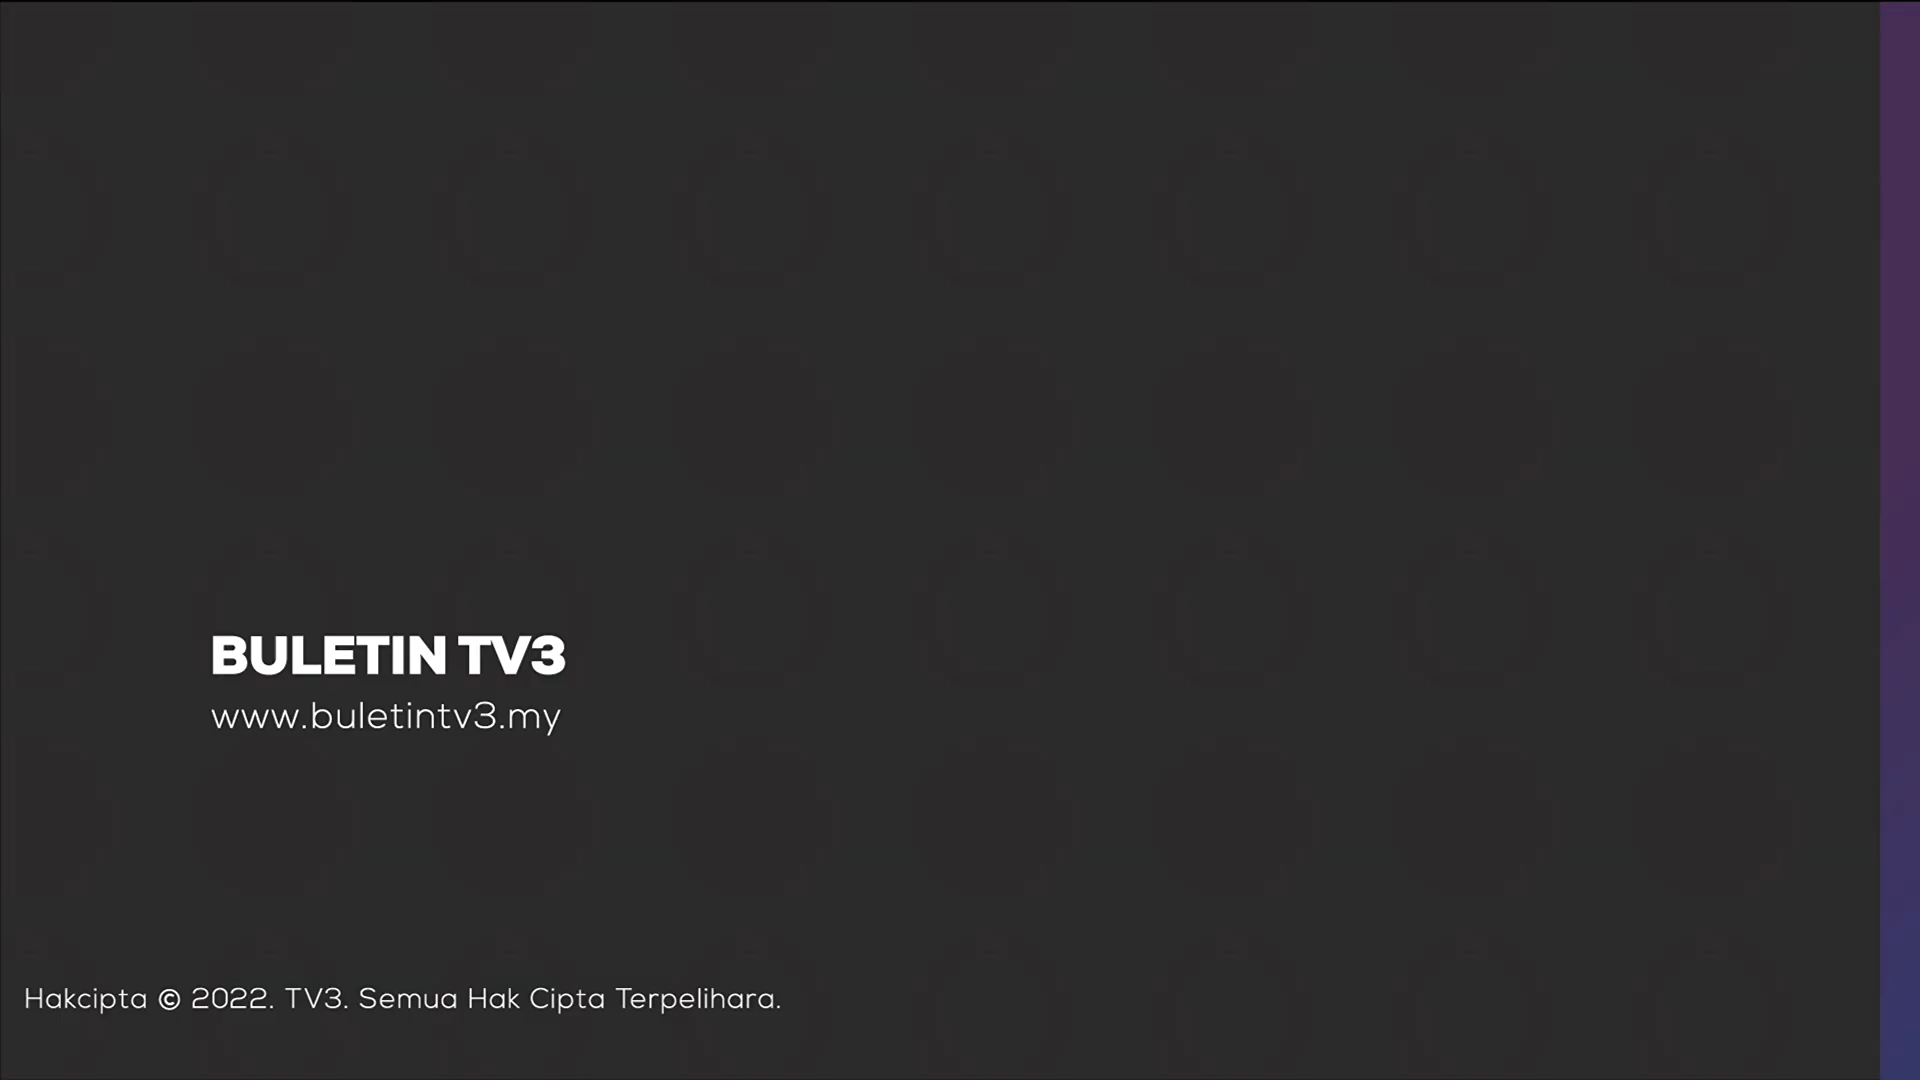 BULETIN TV3
www.buletintv3.my
Hakcipta © 2022. TV3. Semua Hak Cipta Terpelihara.